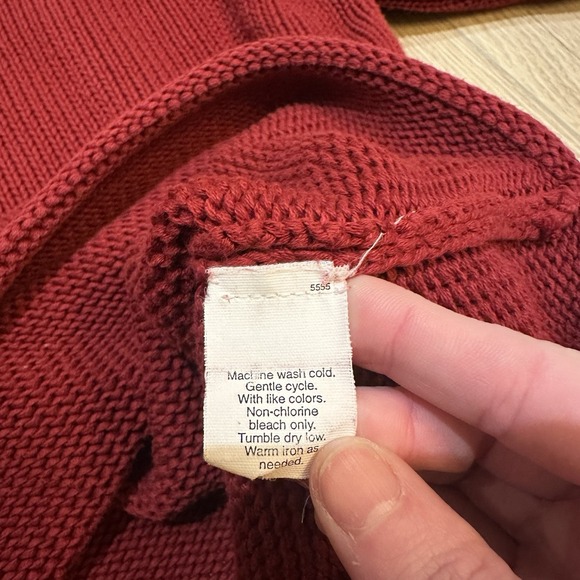 5555
Machine wash cold.
Gentle cycle.
With like colors.
Non-chlorine
bleach only.
Tumble dry low.
Warm iron as
needed.